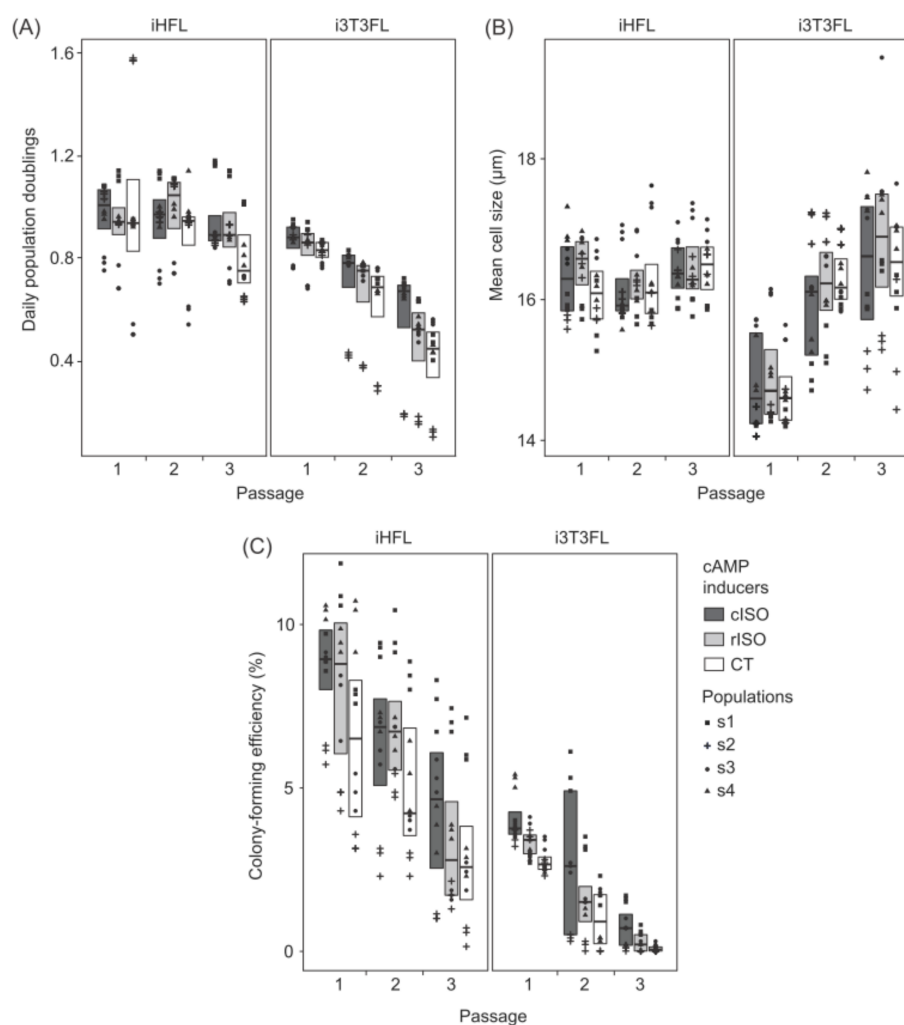 (A)
iHFL
i3T3FL
Daily population doublings
1.6
1.2
0.8
0.4
1 2 3 1 2 3
Passage
(B)
iHFL
i3T3FL
Mean cell size (μm)
18
16
14
1 2 3 1 2 3
Passage
(C)
iHFL
i3T3FL
Colony-forming efficiency (%)
10
5
0
1 2 3 1 2 3
Passage
cAMP
inducers
cISO
rISO
CT
Populations
s1
s2
s3
s4